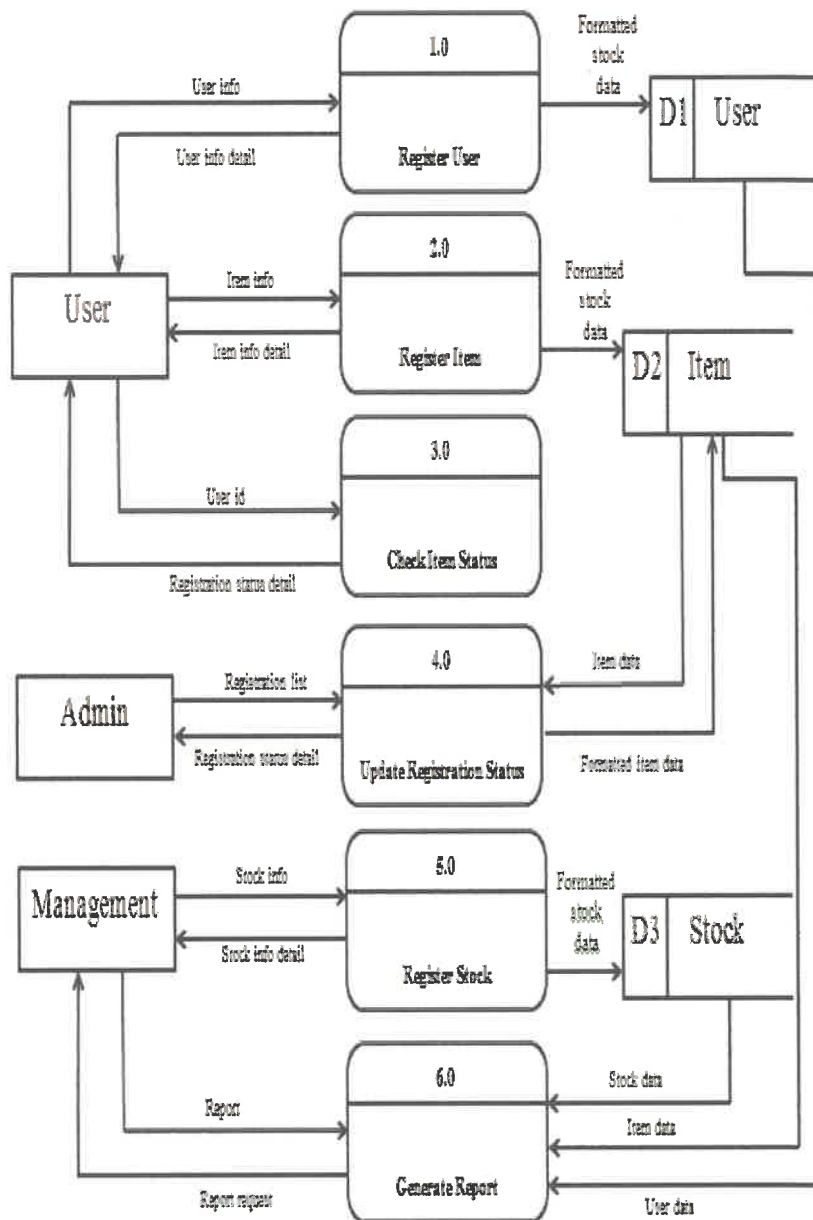 1.0
Formatted
stock
data
User info
D1 User
User info detail
Register User
2.0
Formatted
stock
data
Item info
User
Item info detail
Register Item
D2 Item
3.0
User id
Check Item Status
Registration status detail
4.0
Item data
Registration list
Admin
Registration status detail
Update Registration Status
Formatted item data
5.0
Formatted
stock
data
Stock info
Management
D3 Stock
Stock info detail
Register Stock
6.0
Stock data
Report
Item data
Generate Report
Report request
User data